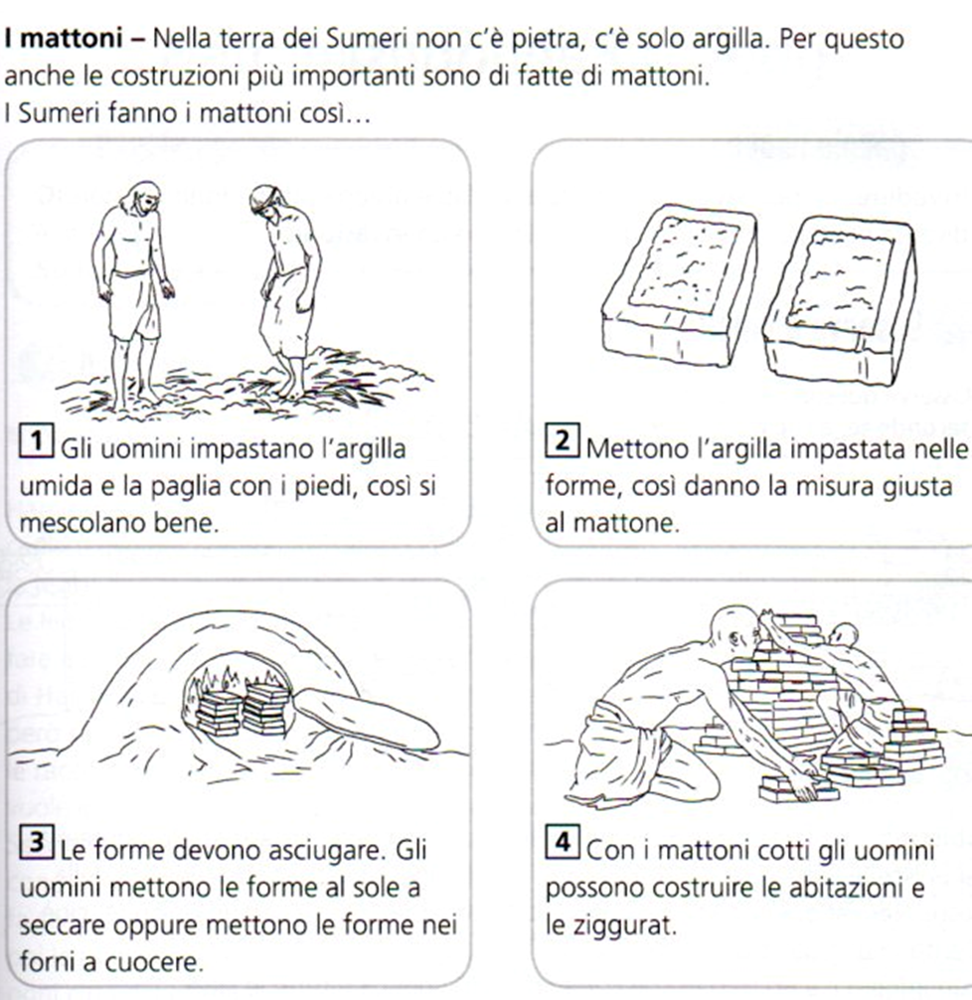 I mattoni – Nella terra dei Sumeri non c'è pietra, c'è solo argilla. Per questo
anche le costruzioni più importanti sono di fatte di mattoni.
I Sumeri fanno i mattoni così...
1 Gli uomini impastano l'argilla
umida e la paglia con i piedi, così si
mescolano bene.
2 Mettono l'argilla impastata nelle
forme, così danno la misura giusta
al mattone.
3 Le forme devono asciugare. Gli
uomini mettono le forme al sole a
seccare oppure mettono le forme nei
forni a cuocere.
4 Con i mattoni cotti gli uomini
possono costruire le abitazioni e
le ziggurat.